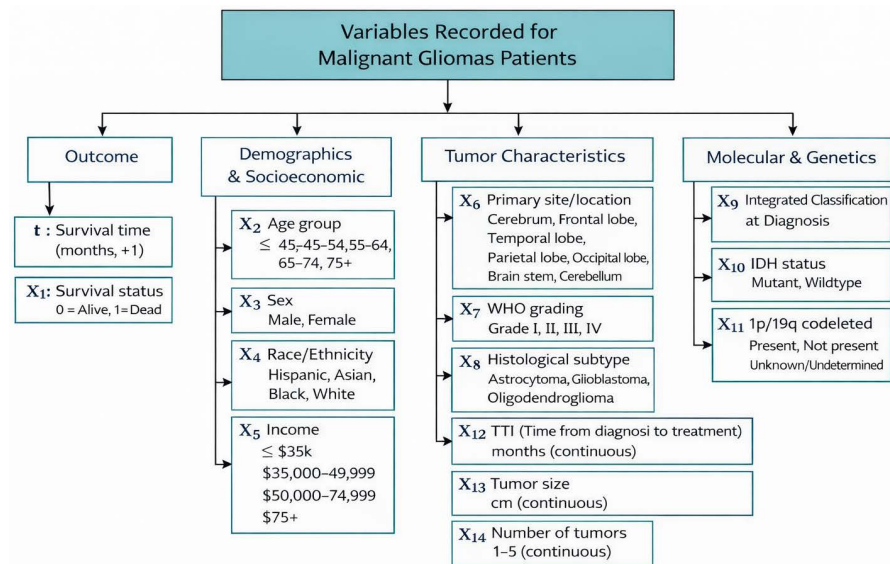 Variables Recorded for
Malignant Gliomas Patients
Outcome
t : Survival time
(months, +1)
X₁: Survival status
0 = Alive, 1= Dead
Demographics
& Socioeconomic
X₂ Age group
≤ 45,-45–54,55–64,
65–74, 75+
X₃ Sex
Male, Female
X₄ Race/Ethnicity
Hispanic, Asian,
Black, White
X₅ Income
≤ $35k
$35,000–49,999
$50,000–74,999
$75+
Tumor Characteristics
X₆ Primary site/location
Cerebrum, Frontal lobe,
Temporal lobe,
Parietal lobe, Occipital lobe,
Brain stem, Cerebellum
X₇ WHO grading
Grade I, II, III, IV
X₈ Histological subtype
Astrocytoma, Glioblastoma,
Oligodendroglioma
X₁₂ TTI (Time from diagnosi to treatment)
months (continuous)
X₁₃ Tumor size
cm (continuous)
X₁₄ Number of tumors
1–5 (continuous)
Molecular & Genetics
X₉ Integrated Classification
at Diagnosis
X₁₀ IDH status
Mutant, Wildtype
X₁₁ 1p/19q codeleted
Present, Not present
Unknown/Undetermined